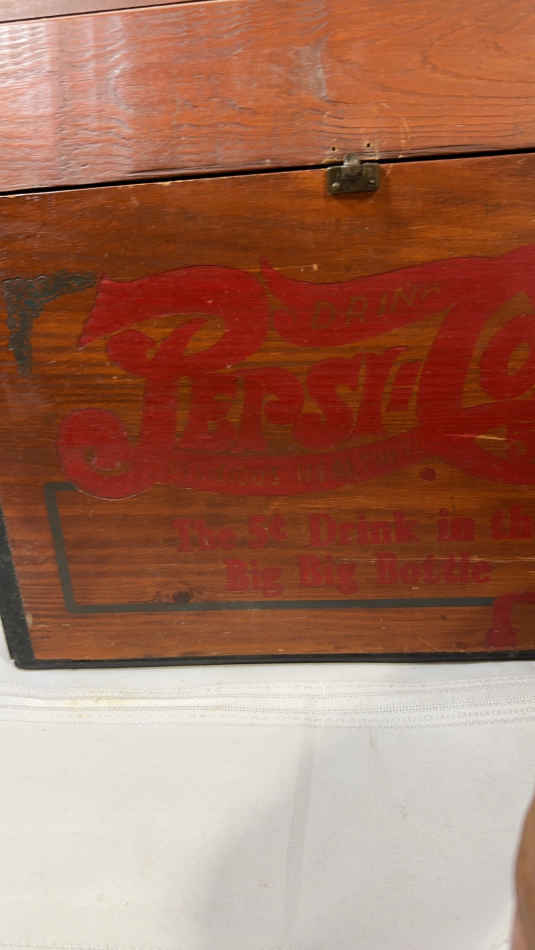 DRINK
PEPSI-Co
The 5¢ Drink in th
Big Big Bottle